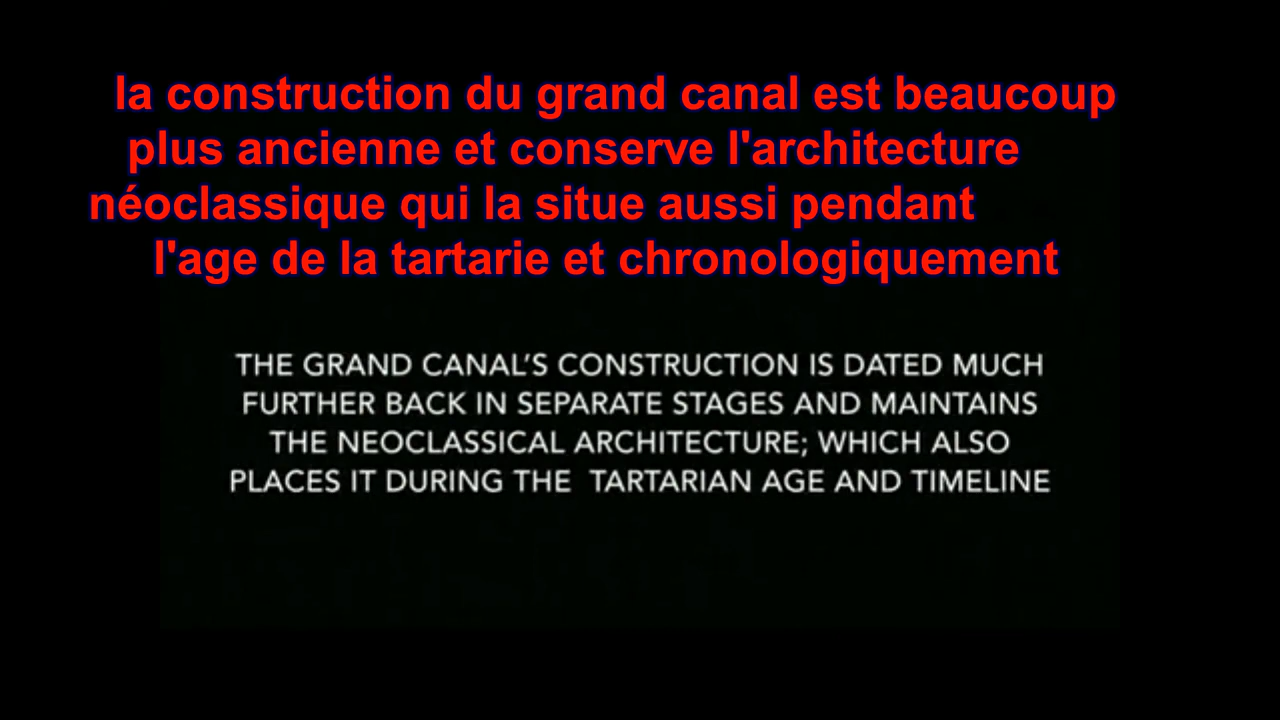 la construction du grand canal est beaucoup
plus ancienne et conserve l'architecture
néoclassique qui la situe aussi pendant
l'age de la tartarie et chronologiquement
THE GRAND CANAL'S CONSTRUCTION IS DATED MUCH
FURTHER BACK IN SEPARATE STAGES AND MAINTAINS
THE NEOCLASSICAL ARCHITECTURE; WHICH ALSO
PLACES IT DURING THE  TARTARIAN AGE AND TIMELINE